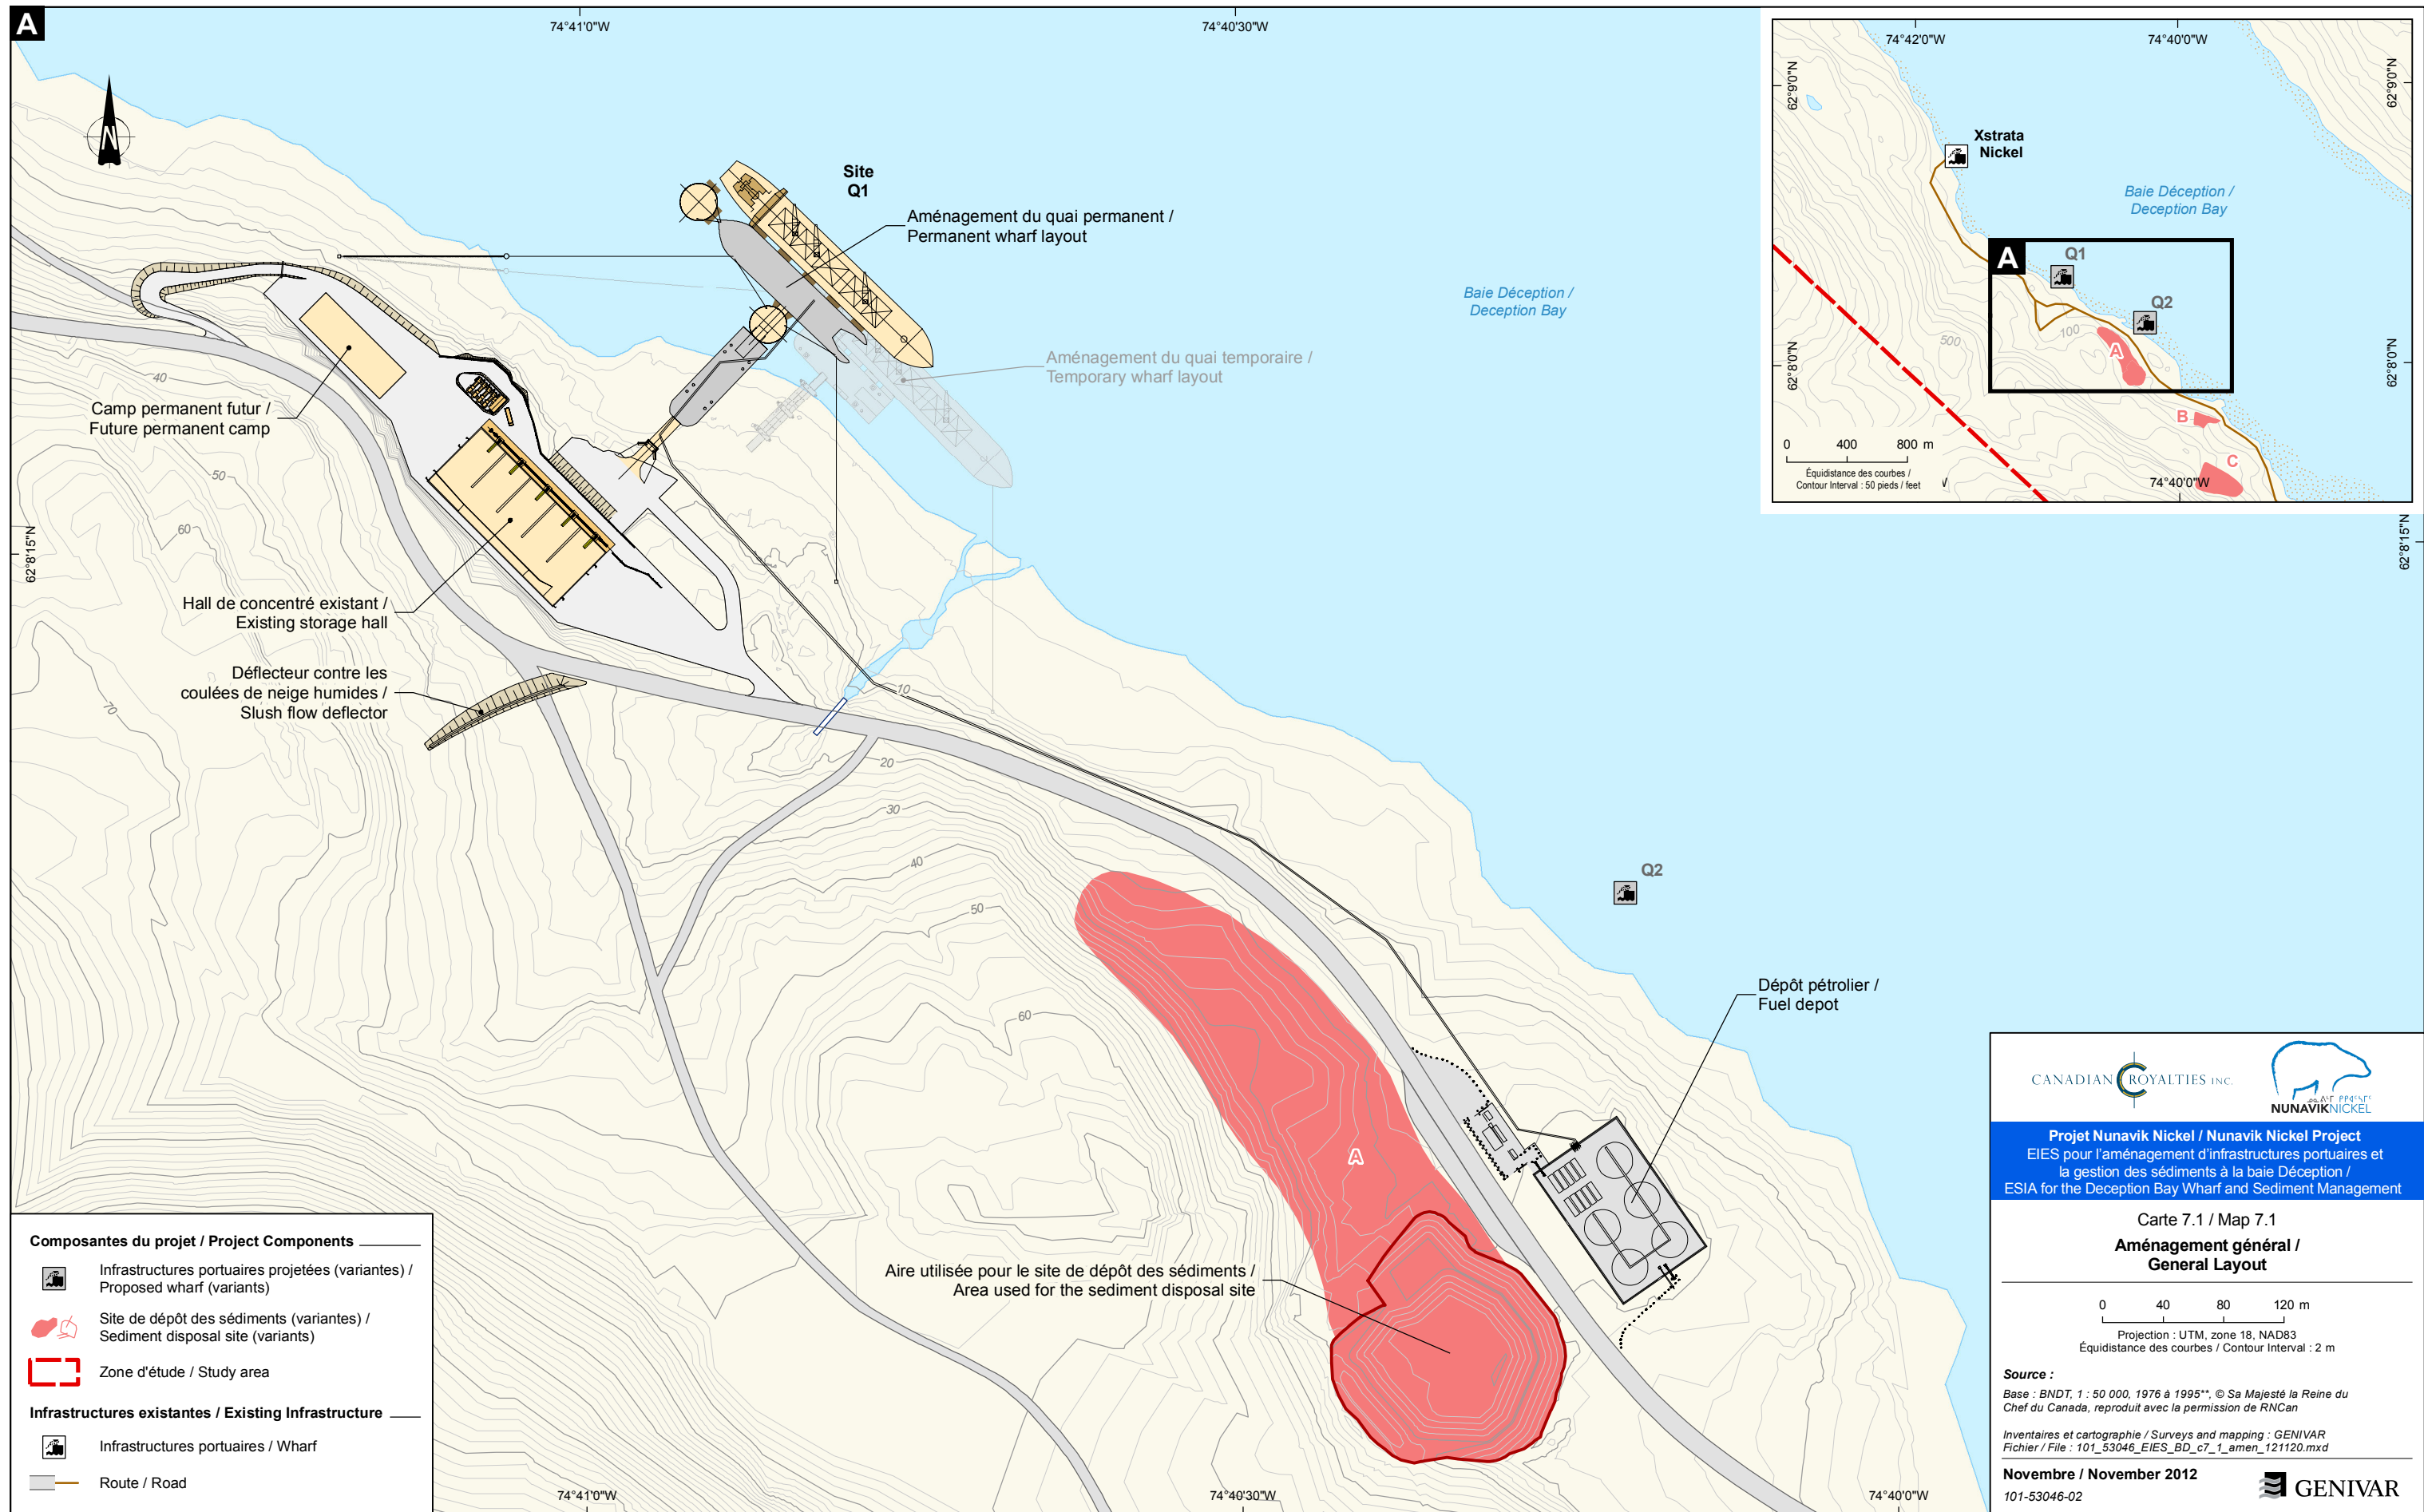 A
74°41'0"W
74°40'30"W
N
Site
Q1
Aménagement du quai permanent /
Permanent wharf layout
Baie Déception /
Deception Bay
Aménagement du quai temporaire /
Temporary wharf layout
Camp permanent futur /
Future permanent camp
Hall de concentré existant /
Existing storage hall
Déflecteur contre les
coulées de neige humides /
Slush flow deflector
62°8'15"N
62°8'15"N
40
50
60
70
10
20
30
40
50
60
Q2
Dépôt pétrolier /
Fuel depot
A
Aire utilisée pour le site de dépôt des sédiments /
Area used for the sediment disposal site
74°41'0"W
74°40'30"W
74°40'0"W
74°42'0"W
74°40'0"W
62°9'0"N
62°9'0"N
Xstrata
Nickel
Baie Déception /
Deception Bay
A
Q1
Q2
100
500
A
B
C
62°8'0"N
62°8'0"N
0 400 800 m
Équidistance des courbes /
Contour Interval : 50 pieds / feet
74°40'0"W
Composantes du projet / Project Components
Infrastructures portuaires projetées (variantes) /
Proposed wharf (variants)
Site de dépôt des sédiments (variantes) /
Sediment disposal site (variants)
Zone d'étude / Study area
Infrastructures existantes / Existing Infrastructure
Infrastructures portuaires / Wharf
Route / Road
CANADIAN ROYALTIES INC.
NUNAVIKNICKEL
Projet Nunavik Nickel / Nunavik Nickel Project
EIES pour l'aménagement d'infrastructures portuaires et
la gestion des sédiments à la baie Déception /
ESIA for the Deception Bay Wharf and Sediment Management
Carte 7.1 / Map 7.1
Aménagement général /
General Layout
0 40 80 120 m
Projection : UTM, zone 18, NAD83
Équidistance des courbes / Contour Interval : 2 m
Source :
Base : BNDT, 1 : 50 000, 1976 à 1995**, © Sa Majesté la Reine du
Chef du Canada, reproduit avec la permission de RNCan
Inventaires et cartographie / Surveys and mapping : GENIVAR
Fichier / File : 101_53046_EIES_BD_c7_1_amen_121120.mxd
Novembre / November 2012
101-53046-02
GENIVAR